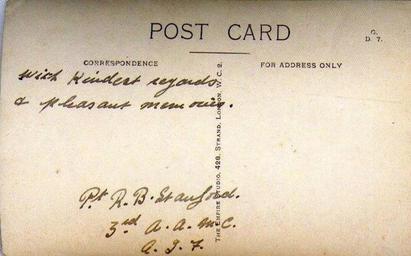 POST CARD
G.
D. 7.
CORRESPONDENCE
FOR ADDRESS ONLY
with kindest regards
& pleasant memories.
THE EMPIRE STUDIO, 428, STRAND, LONDON, W.C.2.
Pt R. B. Stanford.
3rd A. A. M. C.
A. I. F.